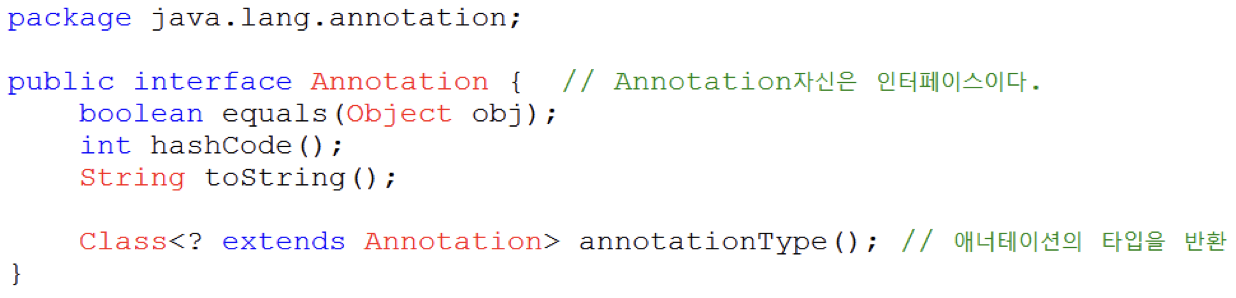 package java.lang.annotation;
public interface Annotation {  // Annotation자신은 인터페이스이다.
    boolean equals(Object obj);
    int hashCode();
    String toString();
    Class<? extends Annotation> annotationType(); // 애너테이션의 타입을 반환
}